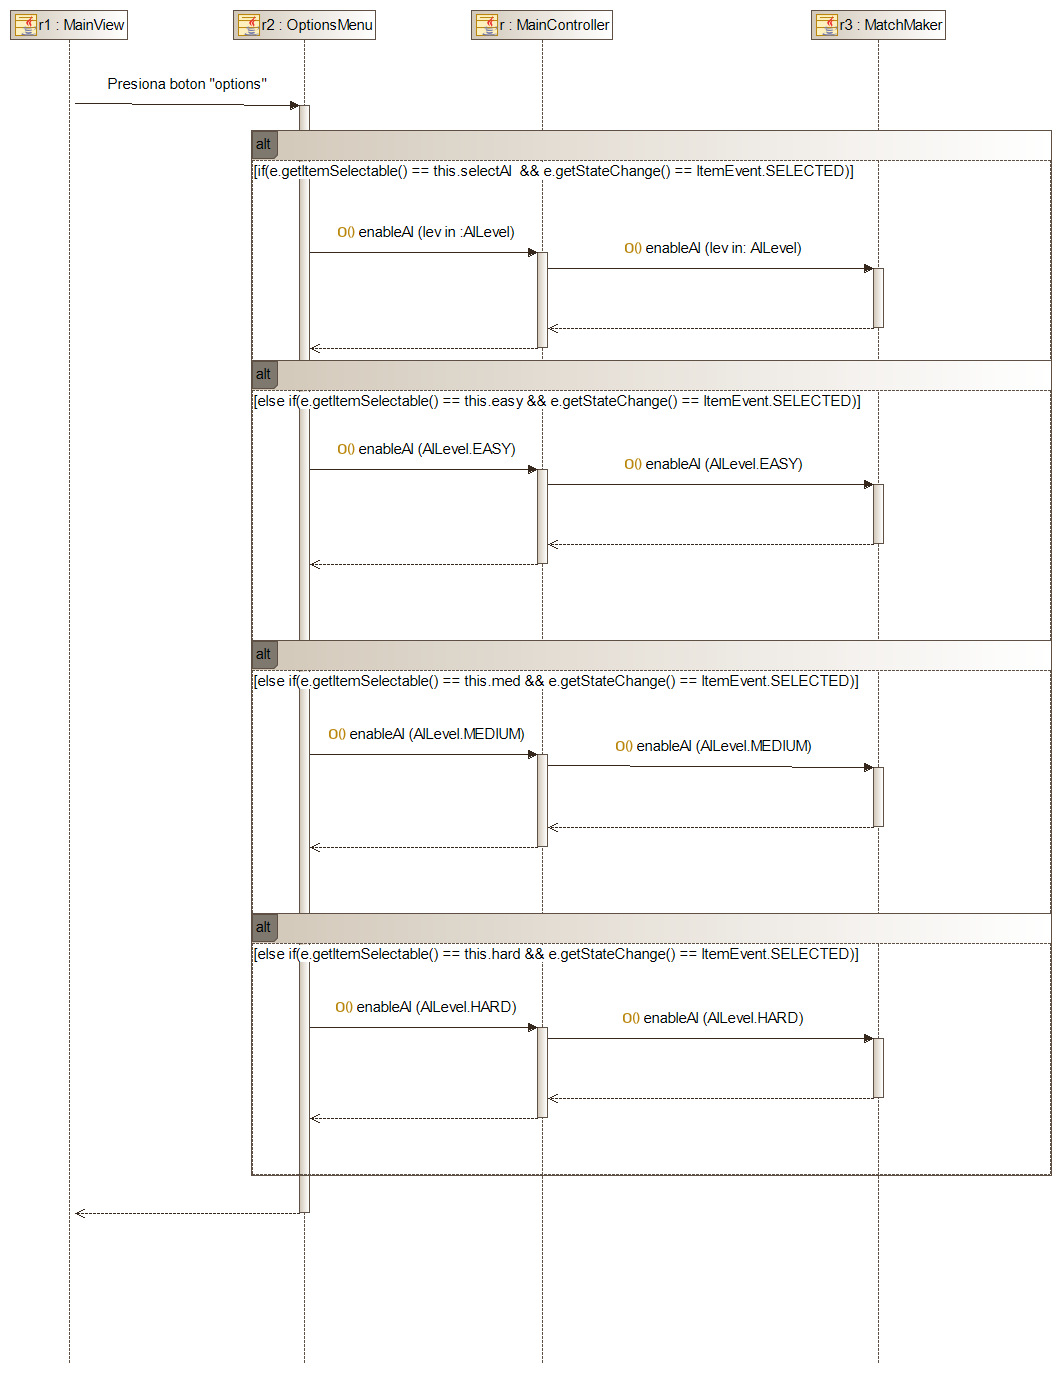 r1 : MainView
r2 : OptionsMenu
r : MainController
r3 : MatchMaker
Presiona boton "options"
alt
[if(e.getItemSelectable() == this.selectAI && e.getStateChange() == ItemEvent.SELECTED)]
O() enableAI (lev in :AILevel)
O() enableAI (lev in: AILevel)
alt
[else if(e.getItemSelectable() == this.easy && e.getStateChange() == ItemEvent.SELECTED)]
O() enableAI (AILevel.EASY)
O() enableAI (AILevel.EASY)
alt
[else if(e.getItemSelectable() == this.med && e.getStateChange() == ItemEvent.SELECTED)]
O() enableAI (AILevel.MEDIUM)
O() enableAI (AILevel.MEDIUM)
alt
[else if(e.getItemSelectable() == this.hard && e.getStateChange() == ItemEvent.SELECTED)]
O() enableAI (AILevel.HARD)
O() enableAI (AILevel.HARD)